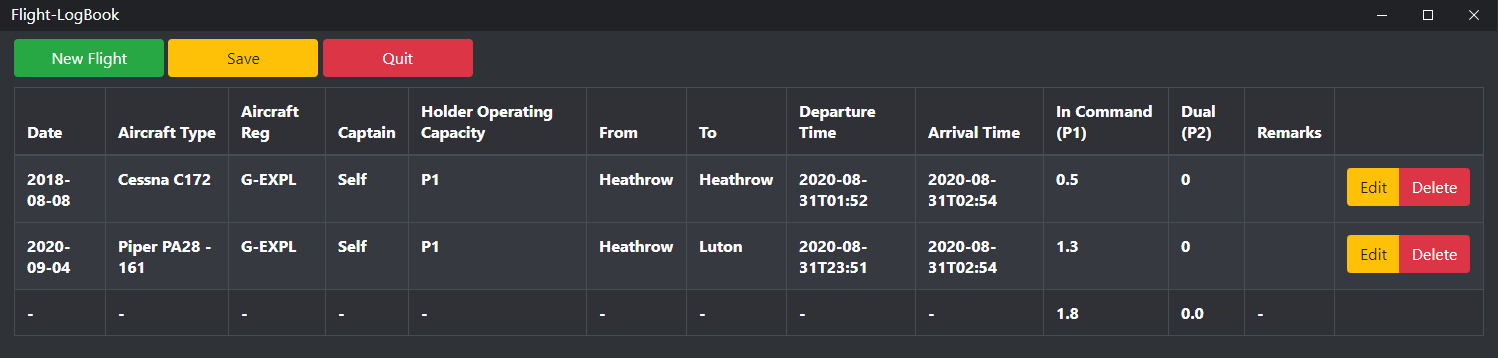 Flight-LogBook
New Flight Save Quit
Aircraft Holder Operating Departure In Command Dual
Date Aircraft Type Reg Captain Capacity From To Time Arrival Time (P1) (P2) Remarks
2018- Cessna C172 G-EXPL Self P1 Heathrow Heathrow 2020-08- 2020-08- 0.5 0 Edit Delete
08-08 31T01:52 31T02:54
2020- Piper PA28 - G-EXPL Self P1 Heathrow Luton 2020-08- 2020-08- 1.3 0 Edit Delete
09-04 161 31T23:51 31T02:54
- - - - - - - - - 1.8 0.0 -